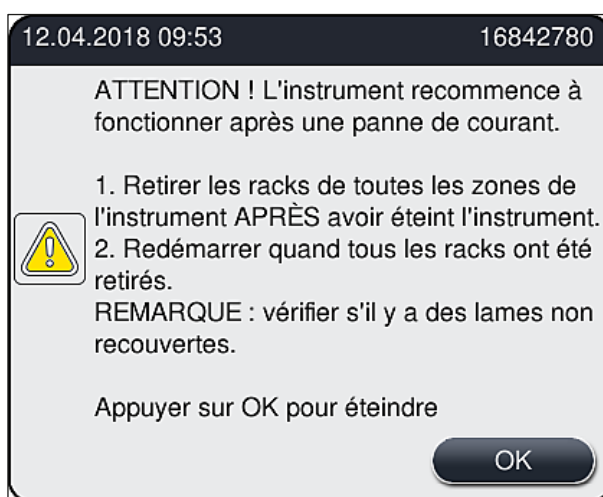 12.04.2018 09:53 16842780
ATTENTION ! L'instrument recommence à
fonctionner après une panne de courant.
1. Retirer les racks de toutes les zones de
l'instrument APRÈS avoir éteint l'instrument.
2. Redémarrer quand tous les racks ont été
retirés.
REMARQUE : vérifier s'il y a des lames non
recouvertes.
Appuyer sur OK pour éteindre
OK